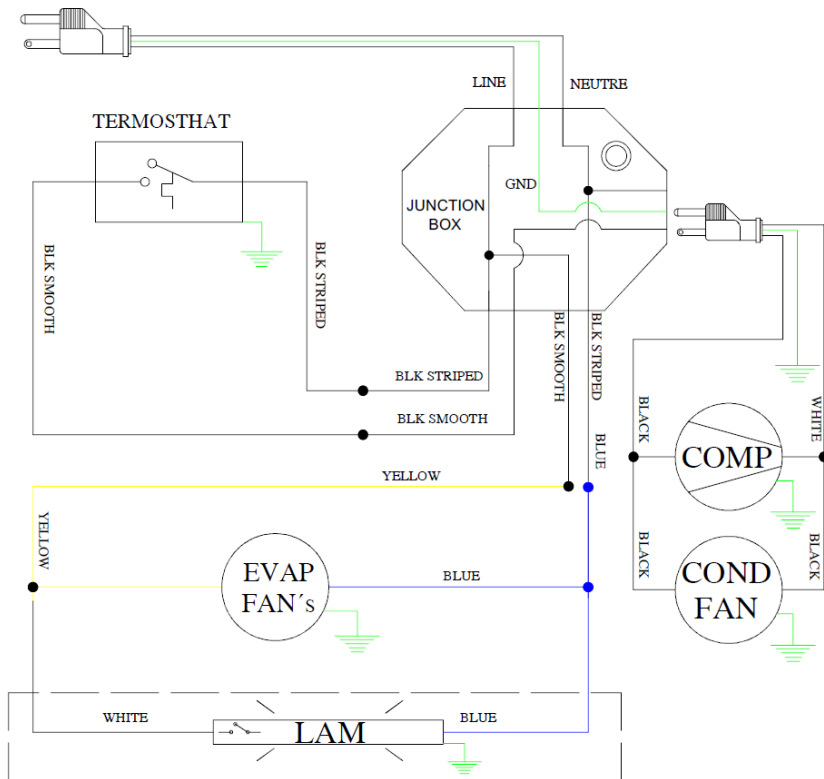 LINE
NEUTRE
TERMOSTHAT
GND
JUNCTION
BOX
BLK SMOOTH
BLK STRIPED
BLK STRIPED
BLK SMOOTH
BLK SMOOTH
BLK STRIPED
BLACK
WHITE
COMP
BLUE
YELLOW
YELLOW
EVAP
FAN´s
BLUE
BLACK
BLACK
COND
FAN
WHITE
LAM
BLUE